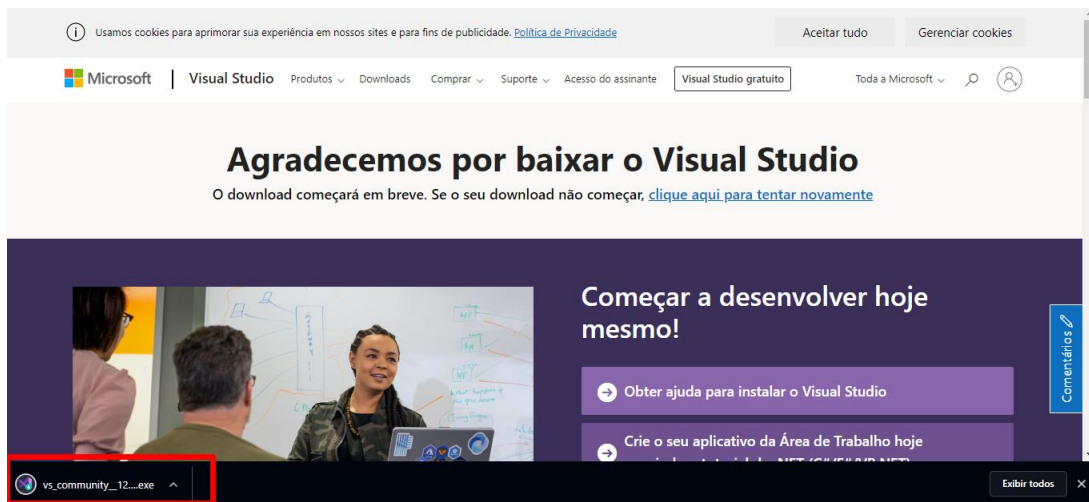 Usamos cookies para aprimorar sua experiência em nossos sites e para fins de publicidade. Política de Privacidade
Aceitar tudo
Gerenciar cookies
Microsoft
Visual Studio
Produtos
Downloads
Comprar
Suporte
Acesso do assinante
Visual Studio gratuito
Toda a Microsoft
Agradecemos por baixar o Visual Studio
O download começará em breve. Se o seu download não começar, clique aqui para tentar novamente
Começar a desenvolver hoje
mesmo!
Obter ajuda para instalar o Visual Studio
Crie o seu aplicativo da Área de Trabalho hoje
Comentários
vs_community__12....exe
Exibir todos